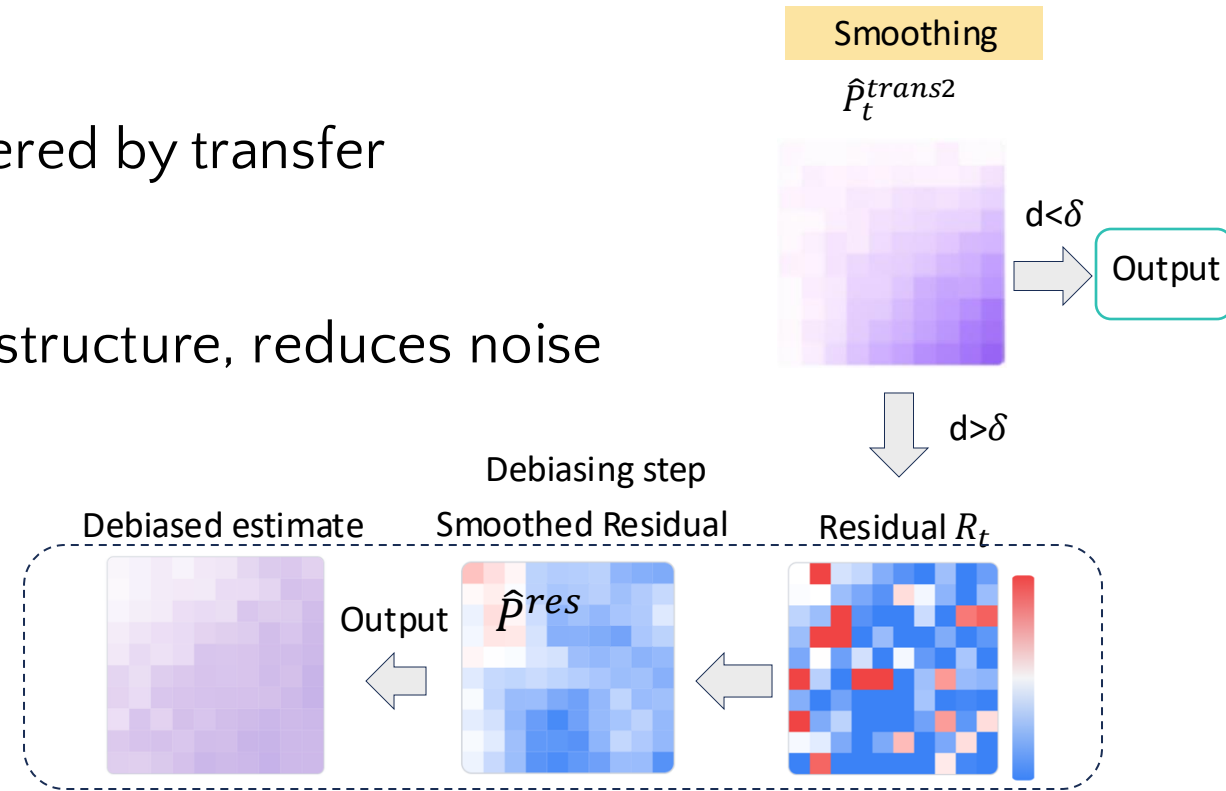 Smoothing
P̂_t^{trans2}
ered by transfer
d<δ
Output
structure, reduces noise
d>δ
Debiasing step
Debiased estimate
Smoothed Residual
Residual R_t
P̂^{res}
Output